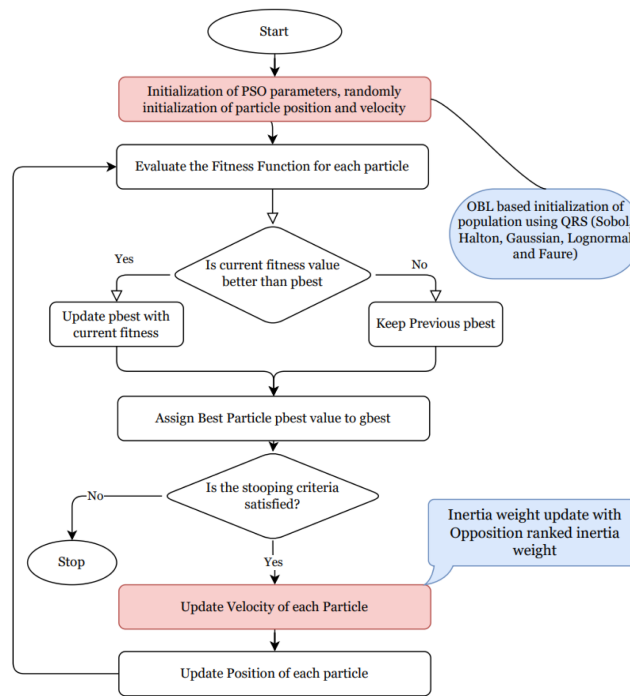 Start
Initialization of PSO parameters, randomly
initialization of particle position and velocity
Evaluate the Fitness Function for each particle
OBL based initialization of
population using QRS (Sobol,
Halton, Gaussian, Lognormal
and Faure)
Is current fitness value
better than pbest
Yes
No
Update pbest with
current fitness
Keep Previous pbest
Assign Best Particle pbest value to gbest
Is the stooping criteria
satisfied?
No
Stop
Yes
Inertia weight update with
Opposition ranked inertia
weight
Update Velocity of each Particle
Update Position of each particle